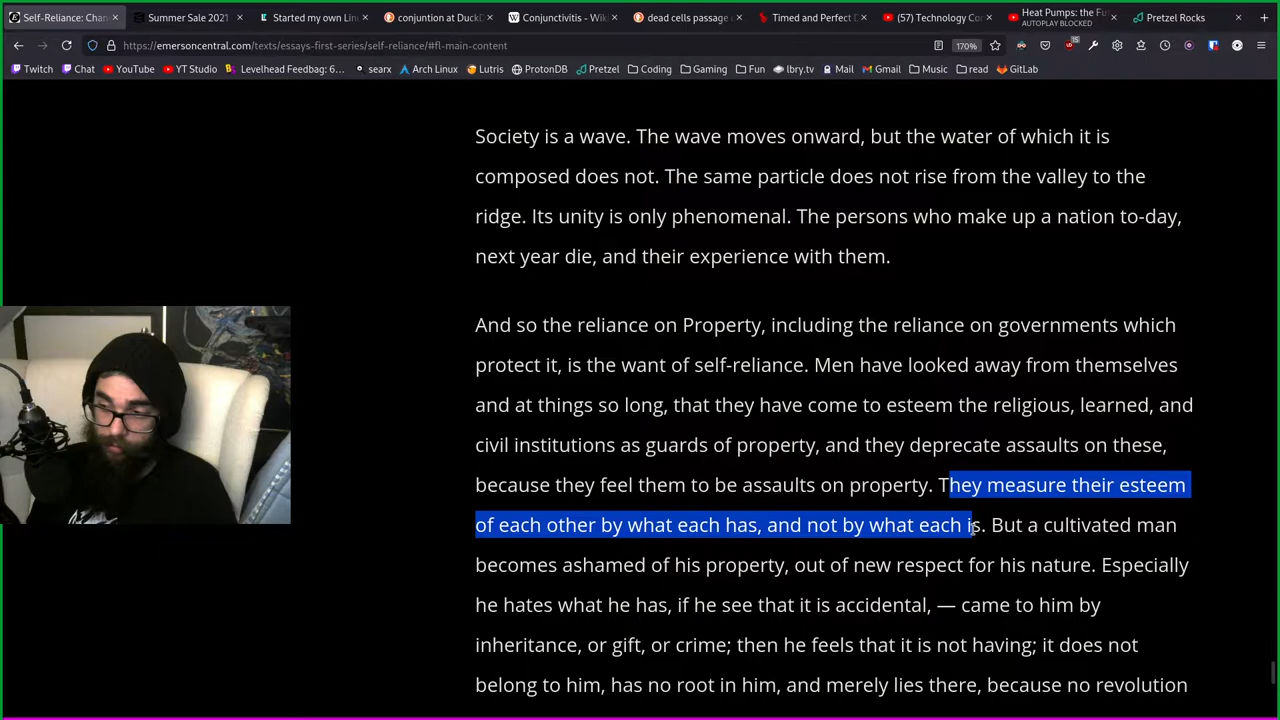 Self-Reliance: Chan
Summer Sale 2021
Started my own Lin
conjuntion at DuckD
Conjunctivitis - Wiki
dead cells passage
Timed and Perfect D
(57) Technology Co
Heat Pumps: the Fu
AUTOPLAY BLOCKED
Pretzel Rocks
https://emersoncentral.com/texts/essays-first-series/self-reliance/#fl-main-content
170%
15
Twitch Chat YouTube YT Studio Levelhead Feedbag: 6… searx Arch Linux Lutris ProtonDB Pretzel Coding Gaming Fun lbry.tv Mail Gmail Music read GitLab
Society is a wave. The wave moves onward, but the water of which it is
composed does not. The same particle does not rise from the valley to the
ridge. Its unity is only phenomenal. The persons who make up a nation to-day,
next year die, and their experience with them.
And so the reliance on Property, including the reliance on governments which
protect it, is the want of self-reliance. Men have looked away from themselves
and at things so long, that they have come to esteem the religious, learned, and
civil institutions as guards of property, and they deprecate assaults on these,
because they feel them to be assaults on property. They measure their esteem
of each other by what each has, and not by what each is. But a cultivated man
becomes ashamed of his property, out of new respect for his nature. Especially
he hates what he has, if he see that it is accidental, — came to him by
inheritance, or gift, or crime; then he feels that it is not having; it does not
belong to him, has no root in him, and merely lies there, because no revolution